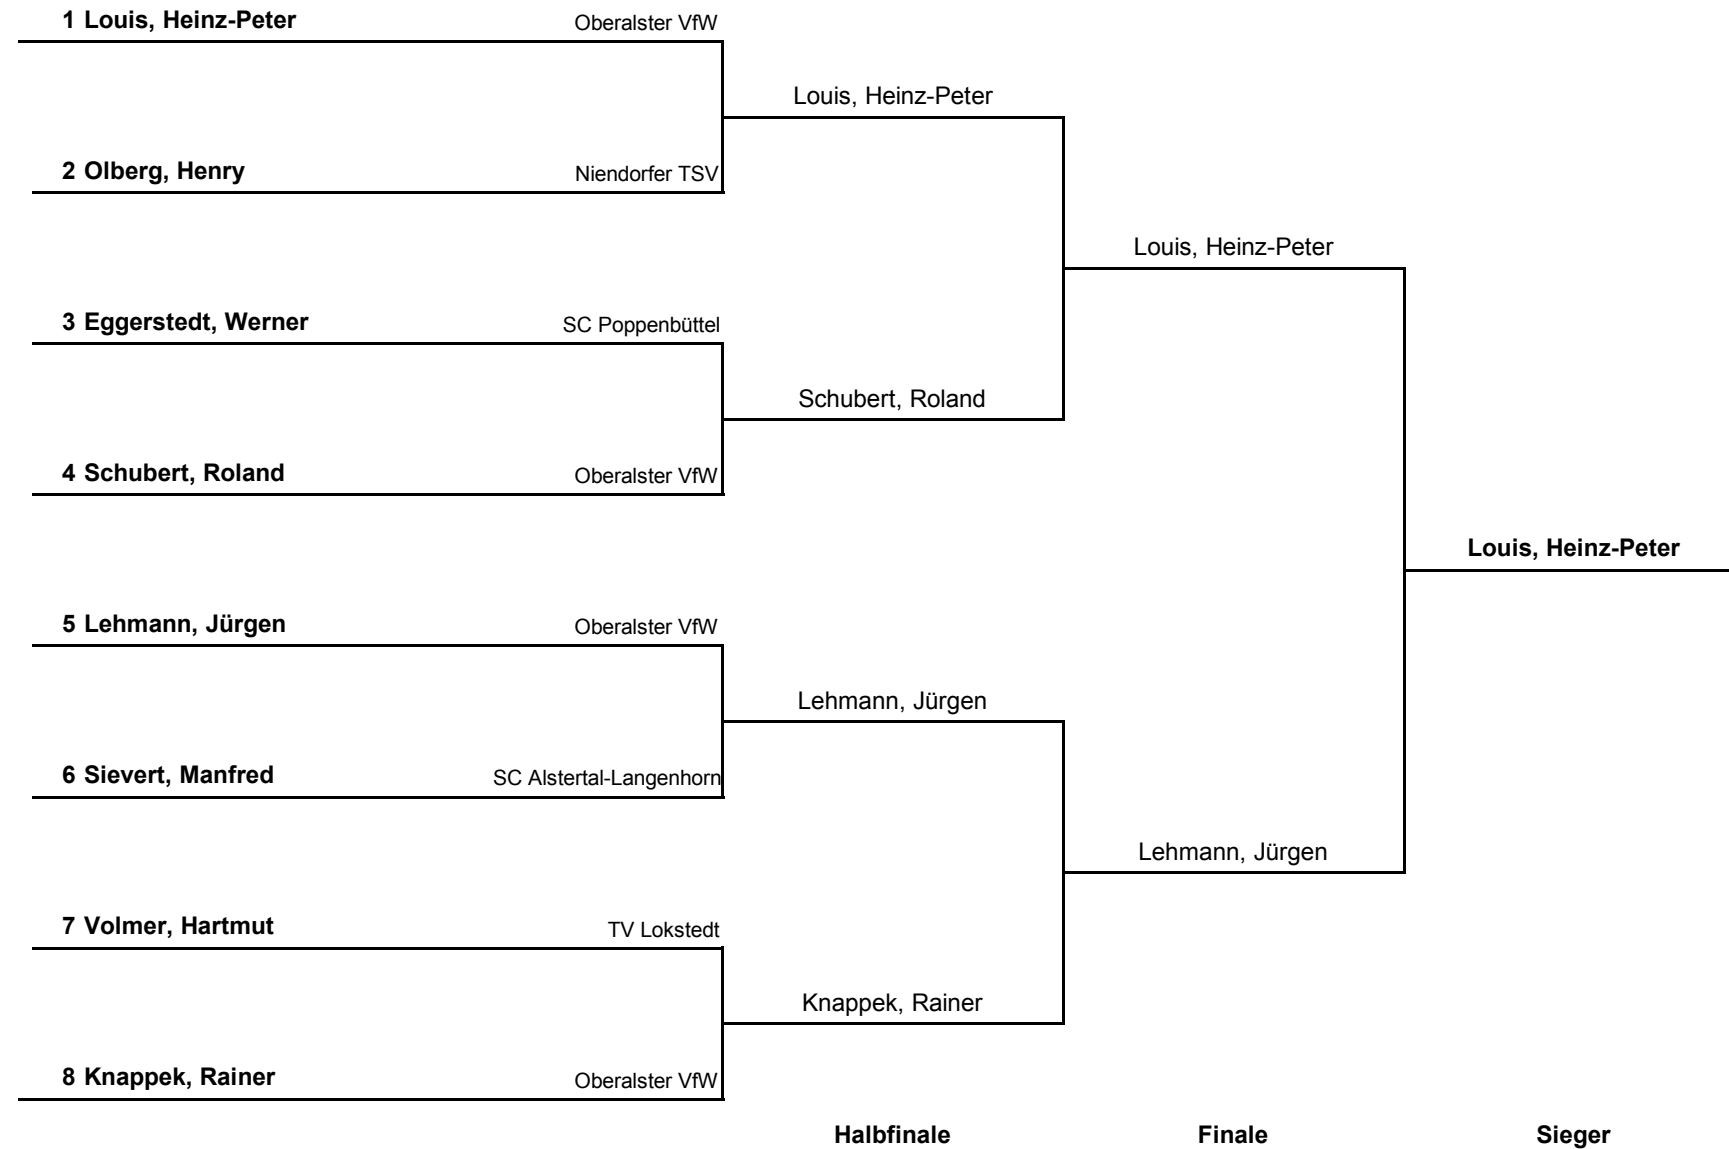 1 Louis, Heinz-Peter Oberalster VfW
Louis, Heinz-Peter
2 Olberg, Henry Niendorfer TSV
Louis, Heinz-Peter
3 Eggerstedt, Werner SC Poppenbüttel
Schubert, Roland
4 Schubert, Roland Oberalster VfW
Louis, Heinz-Peter
5 Lehmann, Jürgen Oberalster VfW
Lehmann, Jürgen
6 Sievert, Manfred SC Alstertal-Langenhorn
Lehmann, Jürgen
7 Volmer, Hartmut TV Lokstedt
Knappek, Rainer
8 Knappek, Rainer Oberalster VfW
Halbfinale Finale Sieger